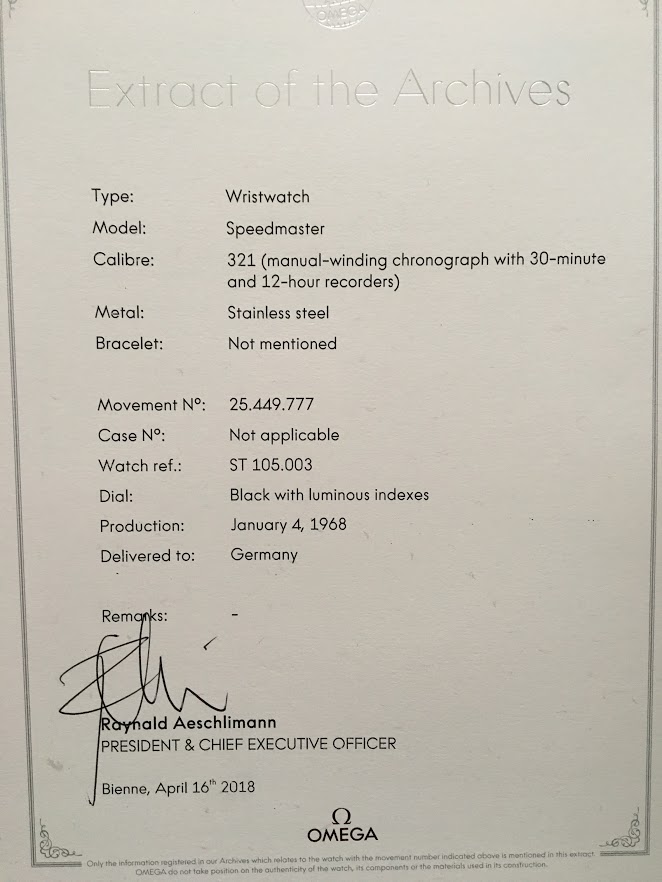 OMEGA
Extract of the Archives
Type: Wristwatch
Model: Speedmaster
Calibre: 321 (manual-winding chronograph with 30-minute
and 12-hour recorders)
Metal: Stainless steel
Bracelet: Not mentioned
Movement Nº: 25.449.777
Case Nº: Not applicable
Watch ref.: ST 105.003
Dial: Black with luminous indexes
Production: January 4, 1968
Delivered to: Germany
Remarks: -
Raynald Aeschlimann
PRESIDENT & CHIEF EXECUTIVE OFFICER
Bienne, April 16th 2018
Ω
OMEGA
Only the information registered in our Archives which relates to the watch with the movement number indicated above is mentioned in this extract.
OMEGA do not take position on the authenticity of the watch, its components or the materials used in its construction.